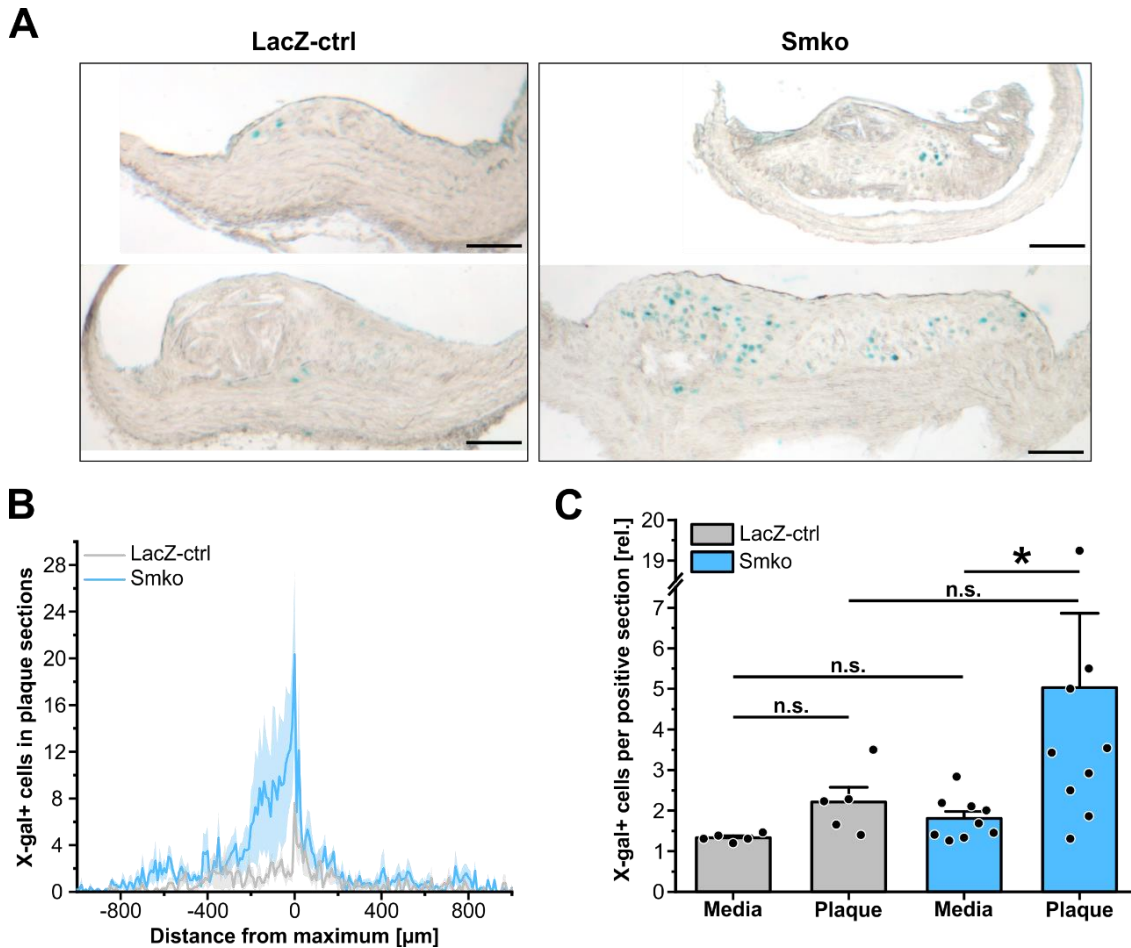 A
LacZ-ctrl
Smko
B
LacZ-ctrl
Smko
X-gal+ cells in plaque sections
28
24
20
16
12
8
4
0
-800 -400 0 400 800
Distance from maximum [µm]
C
LacZ-ctrl
Smko
X-gal+ cells per positive section [rel.]
20
19
7
6
5
4
3
2
1
0
*
n.s.
n.s.
n.s.
Media Plaque Media Plaque